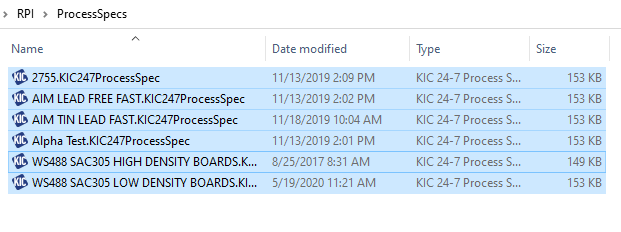 RPI > ProcessSpecs
Name Date modified Type Size
2755.KIC247ProcessSpec 11/13/2019 2:09 PM KIC 24-7 Process S... 153 KB
AIM LEAD FREE FAST.KIC247ProcessSpec 11/13/2019 2:02 PM KIC 24-7 Process S... 153 KB
AIM TIN LEAD FAST.KIC247ProcessSpec 11/18/2019 10:04 AM KIC 24-7 Process S... 153 KB
Alpha Test.KIC247ProcessSpec 11/13/2019 2:01 PM KIC 24-7 Process S... 153 KB
WS488 SAC305 HIGH DENSITY BOARDS.K... 8/25/2017 8:31 AM KIC 24-7 Process S... 149 KB
WS488 SAC305 LOW DENSITY BOARDS.KI... 5/19/2020 11:21 AM KIC 24-7 Process S... 153 KB